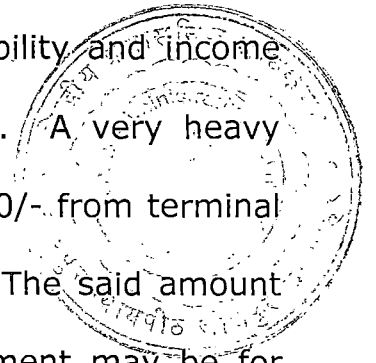 bility and income
. A very heavy
0/- from terminal
The said amount
ment may be for